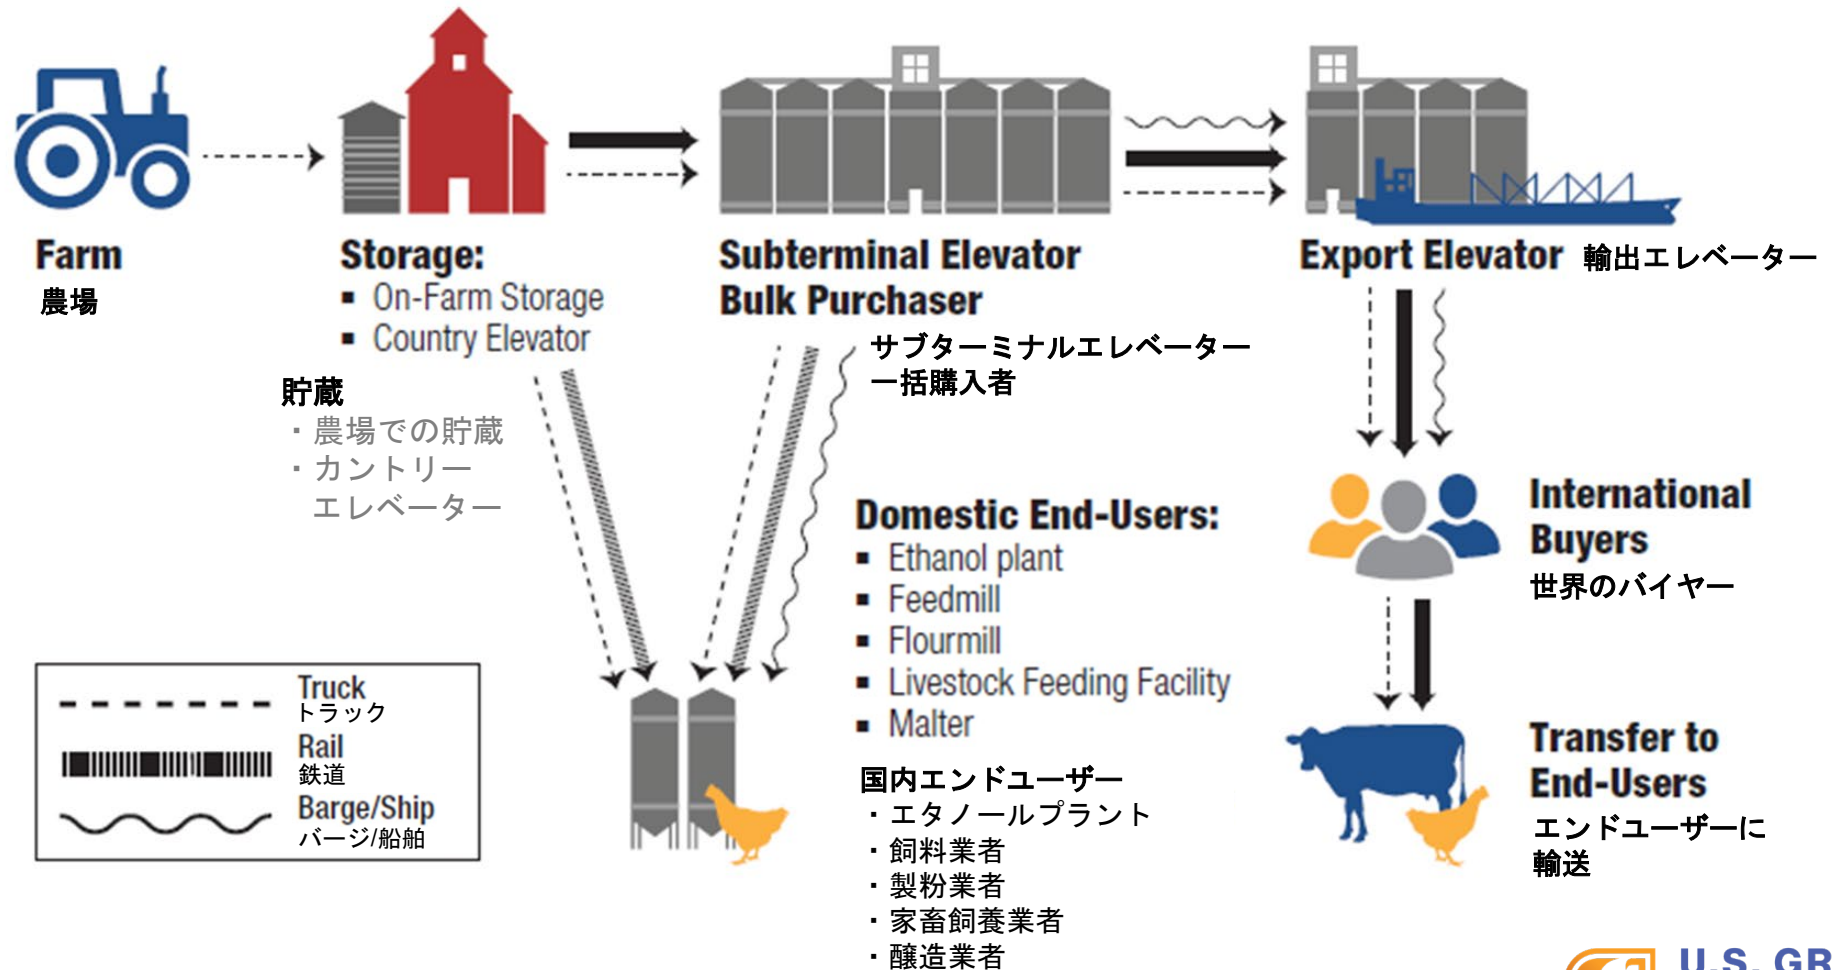 Farm
農場
Storage:
▪ On-Farm Storage
▪ Country Elevator
貯蔵
・農場での貯蔵
・カントリー
エレベーター
Subterminal Elevator
Bulk Purchaser
サブターミナルエレベーター
一括購入者
Export Elevator 輸出エレベーター
International
Buyers
世界のバイヤー
Domestic End-Users:
▪ Ethanol plant
▪ Feedmill
▪ Flourmill
▪ Livestock Feeding Facility
▪ Malter
国内エンドユーザー
・エタノールプラント
・飼料業者
・製粉業者
・家畜飼養業者
・醸造業者
Transfer to
End-Users
エンドユーザーに
輸送
Truck
トラック
Rail
鉄道
Barge/Ship
バージ/船舶
U.S. GR